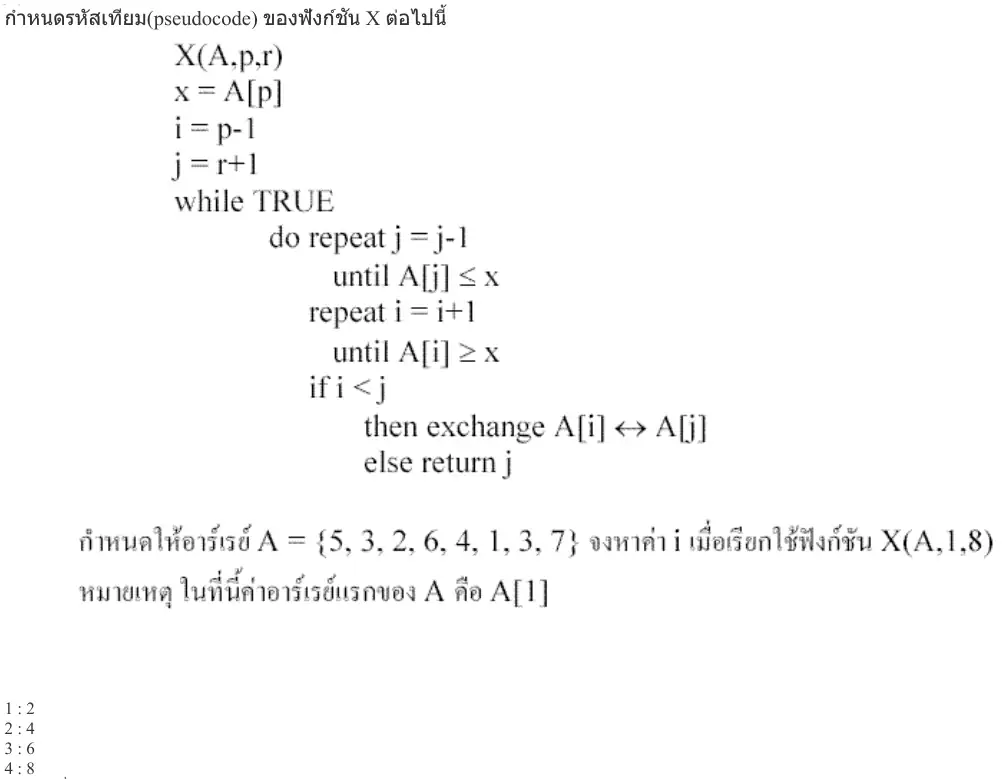 กำหนดรหัสเทียม(pseudocode) ของฟังก์ชัน X ต่อไปนี้
X(A,p,r)
x = A[p]
i = p-1
j = r+1
while TRUE
do repeat j = j-1
until A[j] ≤ x
repeat i = i+1
until A[i] ≥ x
if i < j
then exchange A[i] ↔ A[j]
else return j
กำหนดให้อาร์เรย์ A = {5, 3, 2, 6, 4, 1, 3, 7} จงหาค่า i เมื่อเรียกใช้ฟังก์ชัน X(A,1,8)
หมายเหตุ ในที่นี้ค่าอาร์เรย์แรกของ A คือ A[1]
1 : 2
2 : 4
3 : 6
4 : 8